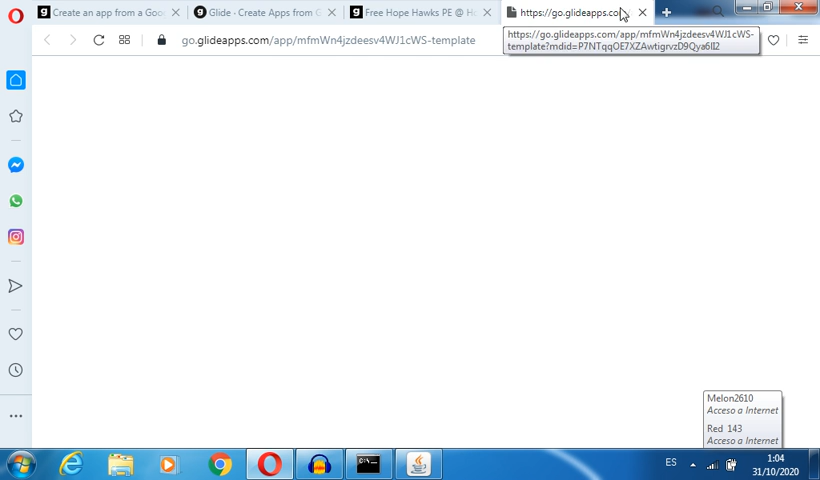 Create an app from a Goo
Glide - Create Apps from G
Free Hope Hawks PE @ Ho
https://go.glideapps.co
go.glideapps.com/app/mfmWn4jzdeesv4WJ1cWS-template
https://go.glideapps.com/app/mfmWn4jzdeesv4WJ1cWS-
template?mdid=P7NTqqOE7XZAwtigrvzD9Qya6lI2
Melon2610
Acceso a Internet
Red 143
Acceso a Internet
C:\.
ES
1:04
31/10/2020